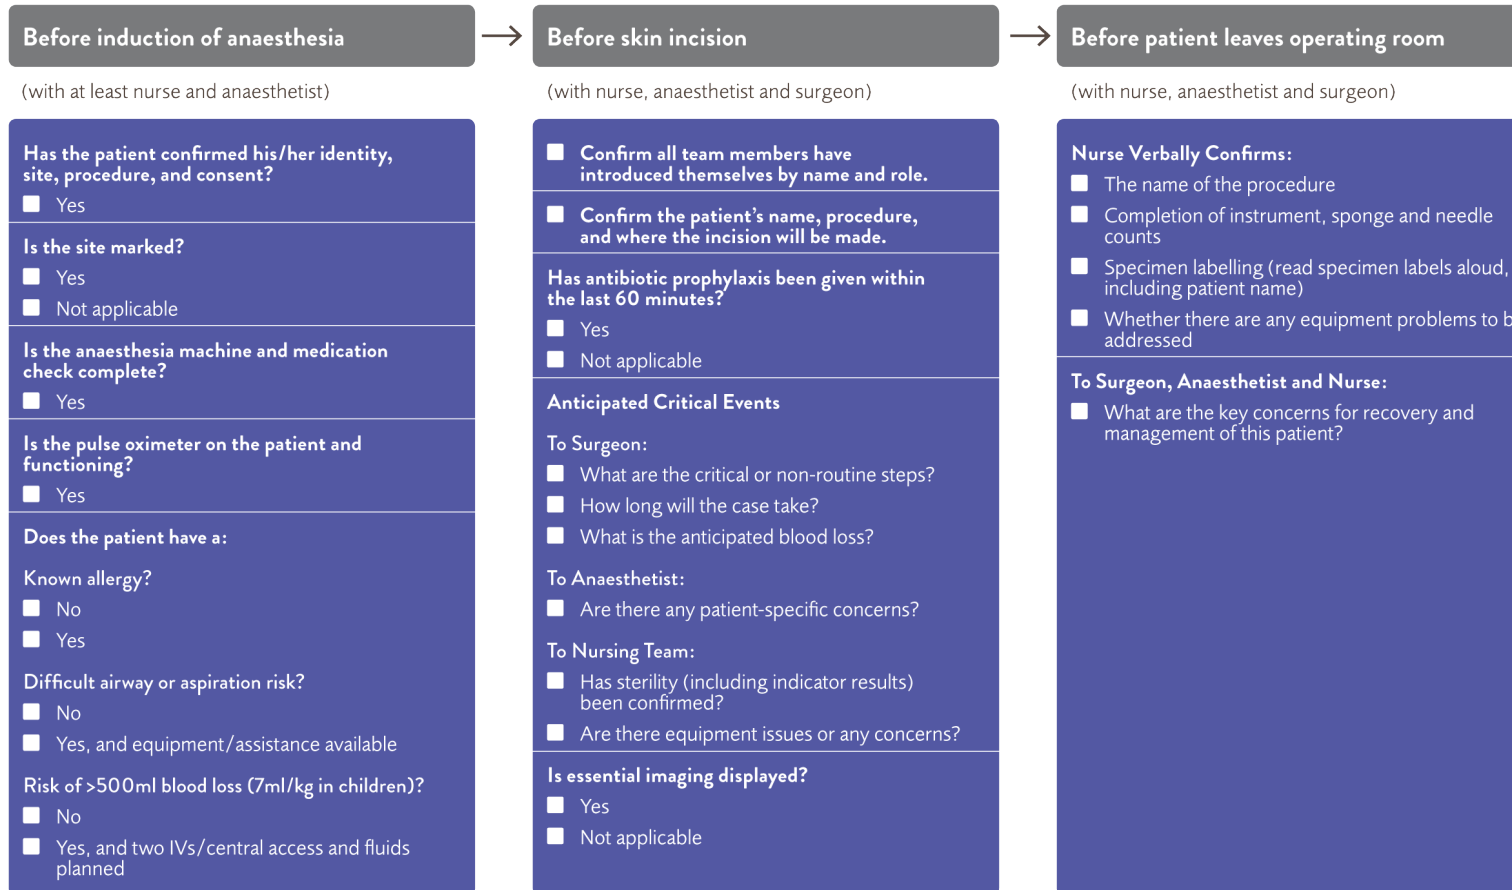 Before induction of anaesthesia
(with at least nurse and anaesthetist)
Has the patient confirmed his/her identity,
site, procedure, and consent?
Yes
Is the site marked?
Yes
Not applicable
Is the anaesthesia machine and medication
check complete?
Yes
Is the pulse oximeter on the patient and
functioning?
Yes
Does the patient have a:
Known allergy?
No
Yes
Difficult airway or aspiration risk?
No
Yes, and equipment/assistance available
Risk of >500ml blood loss (7ml/kg in children)?
No
Yes, and two IVs/central access and fluids
planned
Before skin incision
(with nurse, anaesthetist and surgeon)
Confirm all team members have
introduced themselves by name and role.
Confirm the patient’s name, procedure,
and where the incision will be made.
Has antibiotic prophylaxis been given within
the last 60 minutes?
Yes
Not applicable
Anticipated Critical Events
To Surgeon:
What are the critical or non-routine steps?
How long will the case take?
What is the anticipated blood loss?
To Anaesthetist:
Are there any patient-specific concerns?
To Nursing Team:
Has sterility (including indicator results)
been confirmed?
Are there equipment issues or any concerns?
Is essential imaging displayed?
Yes
Not applicable
Before patient leaves operating room
(with nurse, anaesthetist and surgeon)
Nurse Verbally Confirms:
The name of the procedure
Completion of instrument, sponge and needle
counts
Specimen labelling (read specimen labels aloud,
including patient name)
Whether there are any equipment problems to
addressed
To Surgeon, Anaesthetist and Nurse:
What are the key concerns for recovery and
management of this patient?